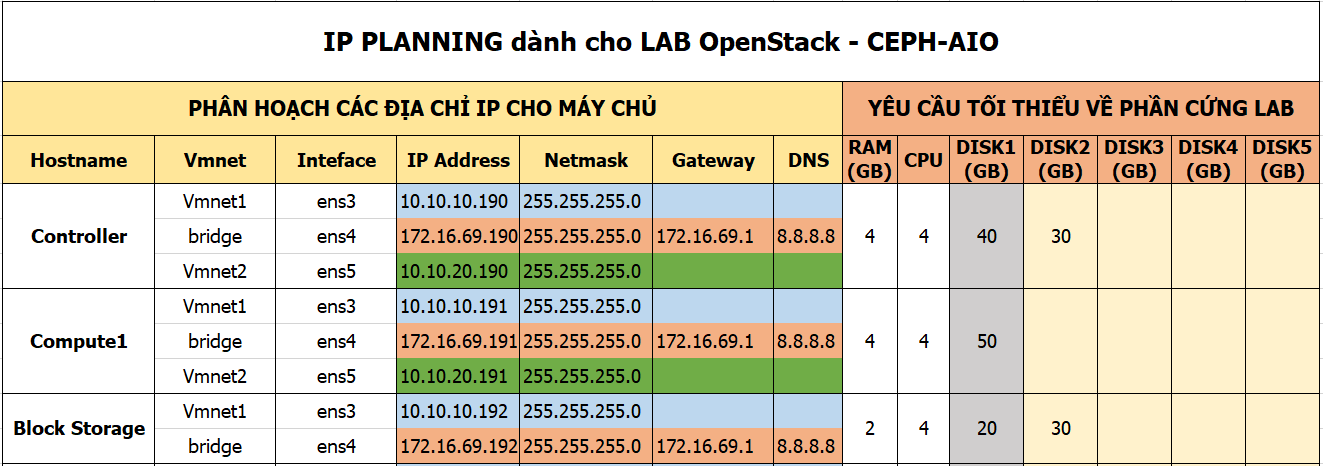 IP PLANNING dành cho LAB OpenStack - CEPH-AIO
PHÂN HOẠCH CÁC ĐỊA CHỈ IP CHO MÁY CHỦ YÊU CẦU TỐI THIỂU VỀ PHẦN CỨNG LAB
Hostname Vmnet Inteface IP Address Netmask Gateway DNS RAM (GB) CPU DISK1 (GB) DISK2 (GB) DISK3 (GB) DISK4 (GB) DISK5 (GB)
Vmnet1 ens3 10.10.10.190 255.255.255.0
Controller bridge ens4 172.16.69.190 255.255.255.0 172.16.69.1 8.8.8.8 4 4 40 30
Vmnet2 ens5 10.10.20.190 255.255.255.0
Vmnet1 ens3 10.10.10.191 255.255.255.0
Compute1 bridge ens4 172.16.69.191 255.255.255.0 172.16.69.1 8.8.8.8 4 4 50
Vmnet2 ens5 10.10.20.191 255.255.255.0
Vmnet1 ens3 10.10.10.192 255.255.255.0
Block Storage 2 4 20 30
bridge ens4 172.16.69.192 255.255.255.0 172.16.69.1 8.8.8.8